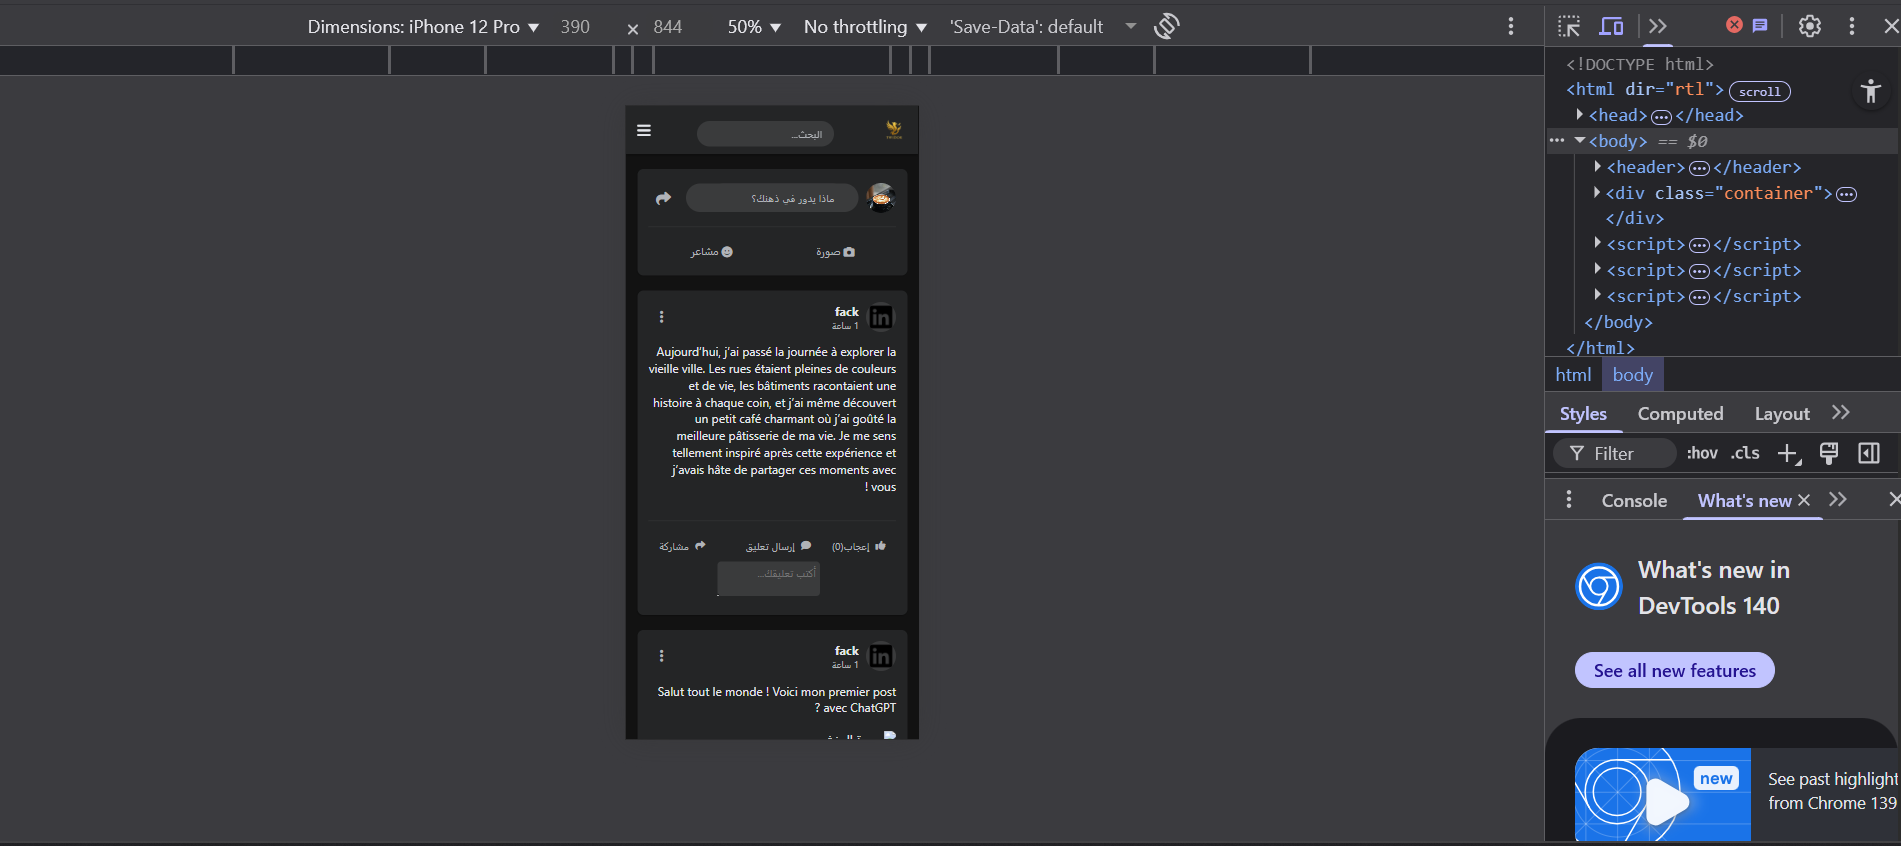 Dimensions: iPhone 12 Pro ▼ 390 × 844 50% ▼ No throttling ▼ 'Save-Data': default
البحث...
ماذا يدور في ذهنك؟
صورة
مشاعر
fack
1 ساعة
Aujourd'hui, j'ai passé la journée à explorer la
vieille ville. Les rues étaient pleines de couleurs
et de vie, les bâtiments racontaient une
histoire à chaque coin, et j'ai même découvert
un petit café charmant où j'ai goûté la
meilleure pâtisserie de ma vie. Je me sens
tellement inspiré après cette expérience et
j'avais hâte de partager ces moments avec
! vous
إعجاب(0)
إرسال تعليق
مشاركة
أكتب تعليقك...
fack
1 ساعة
Salut tout le monde ! Voici mon premier post
? avec ChatGPT
<!DOCTYPE html>
<html dir="rtl"> scroll
<head> ··· </head>
··· <body> == $0
<header> ··· </header>
<div class="container"> ···
</div>
<script> ··· </script>
<script> ··· </script>
<script> ··· </script>
</body>
</html>
html body
Styles Computed Layout
Filter :hov .cls
Console What's new
What's new in
DevTools 140
See all new features
new
See past highlight
from Chrome 139